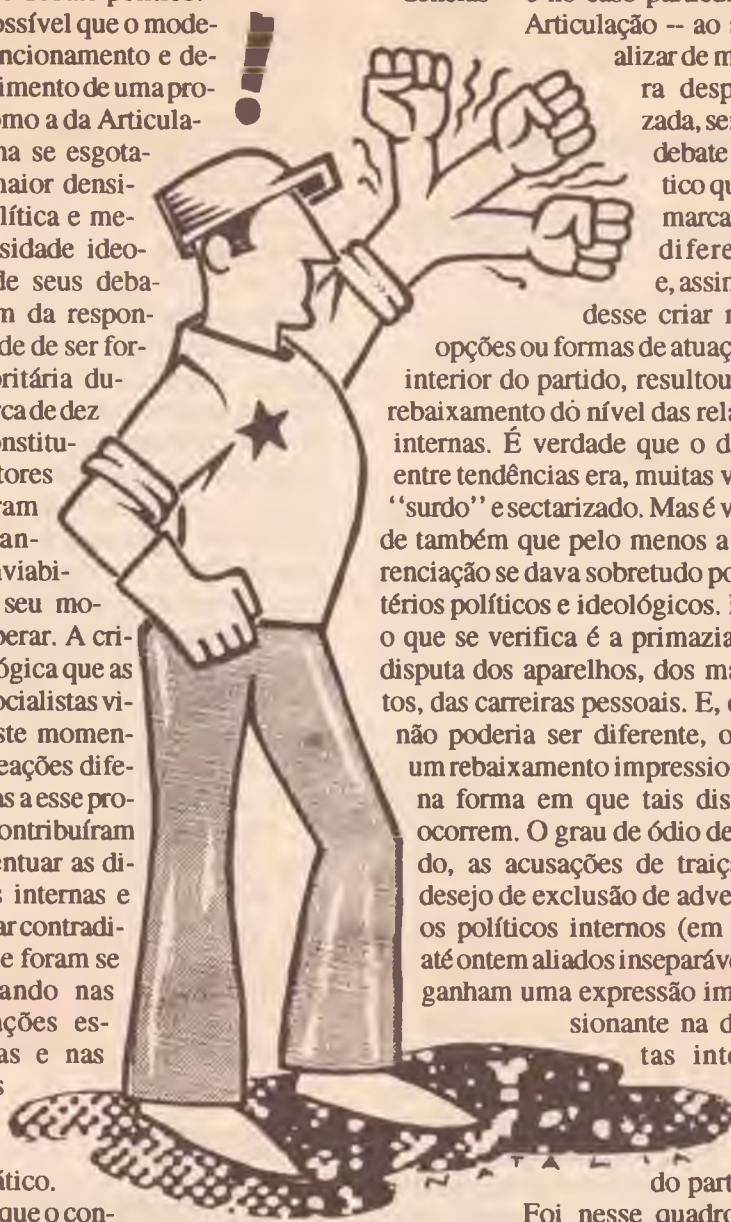 possível que o mode-
ncionamento e de-
imento de uma pro-
omo a da Articula-
na se esgota-
naior densi-
lítica e me-
sidade ideo-
de seus deba-
m da respon-
de de ser for-
oritária du-
rca de dez
onstitu-
tores
ram
an-
viabi-
seu mo-
perar. A cri-
ógica que as
ocialistas vi-
ste momen-
eações dife-
as a esse pro-
ontribuíram
entuar as di-
s internas e
ar contradi-
e foram se
ando nas
ações es-
as e nas
s
ático.
que o con-
Articulação -- ao s
alizar de m
ra desp
zada, se
debate
tico qu
marca
difere
e, assim
desse criar n
opções ou formas de atuaç
interior do partido, resultou
rebaixamento do nível das rela
internas. É verdade que o d
entre tendências era, muitas v
“surdo” e sectarizado. Mas é v
de também que pelo menos a
renciação se dava sobretudo po
térios políticos e ideológicos.
o que se verifica é a primazia
disputa dos aparelhos, dos ma
tos, das carreiras pessoais. E,
não poderia ser diferente, o
um rebaixamento impression
na forma em que tais dis
ocorrem. O grau de ódio de
do, as acusações de traiç
desejo de exclusão de adve
os políticos internos (em
até ontem aliados inseparáve
ganham uma expressão im
sionante na d
tas inte
do part
Foi nesse quadro
NATALIA